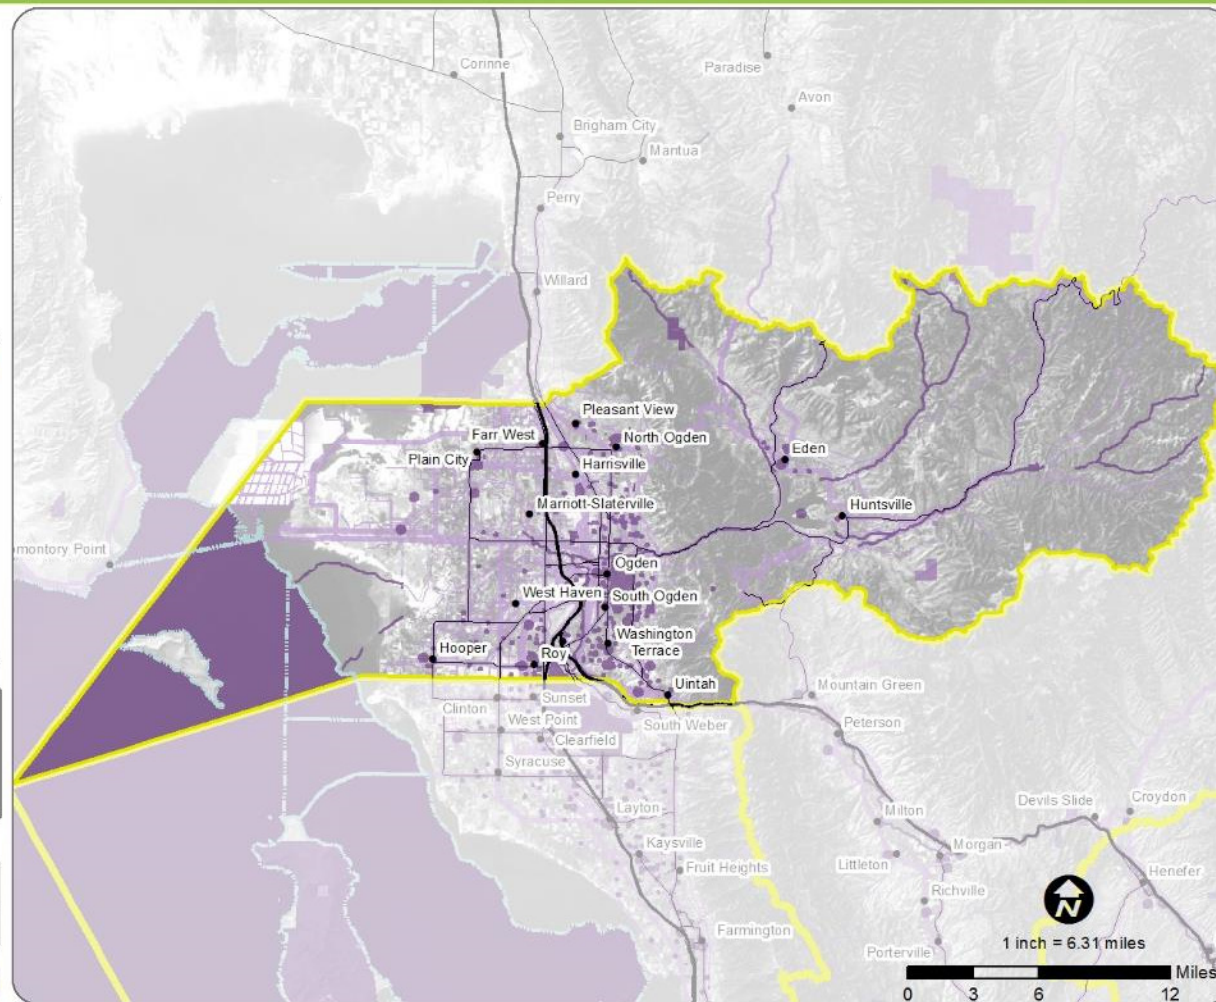 Corinne
Paradise
Avon
Brigham City
Mantua
Perry
Willard
Pleasant View
Farr West
North Ogden
Plain City
Eden
Harrisville
Marriott-Slaterville
Huntsville
omontory Point
Ogden
West Haven
South Ogden
Washington
Terrace
Hooper
Roy
Uintah
Mountain Green
Sunset
Clinton
South Weber
West Point
Peterson
Clearfield
Syracuse
Layton
Milton
Devils Slide
Croydon
Kaysville
Morgan
Littleton
Fruit Heights
Henefer
Richville
N
Farmington
1 inch = 6.31 miles
Porterville
Miles
0 3 6 12